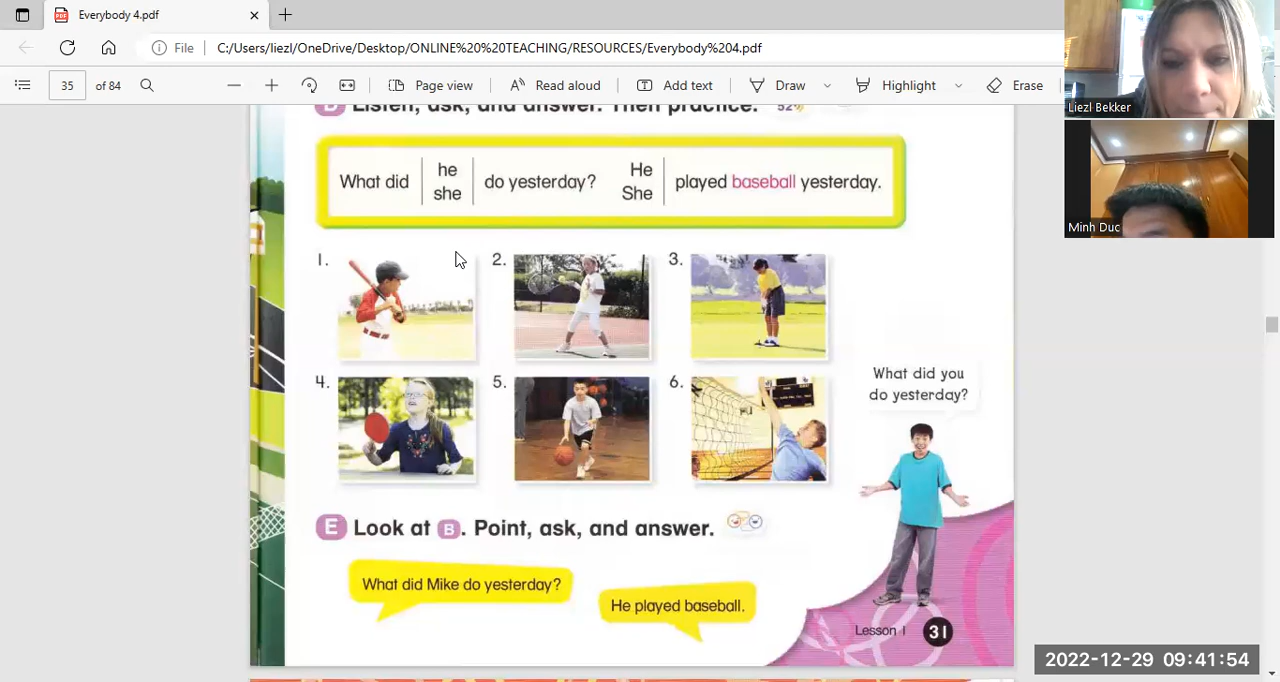 Everybody 4.pdf
File
C:/Users/liezl/OneDrive/Desktop/ONLINE%20%20TEACHING/RESOURCES/Everybody%204.pdf
35 of 84
Page view
Read aloud
Add text
Draw
Highlight
Erase
Liezl Bekker
Minh Duc
D Listen, ask, and answer. Then practice. 52
What did he she do yesterday? He She played baseball yesterday.
1.
2.
3.
4.
5.
6.
What did you
do yesterday?
E Look at B. Point, ask, and answer.
What did Mike do yesterday?
He played baseball.
Lesson 1 31
2022-12-29 09:41:54